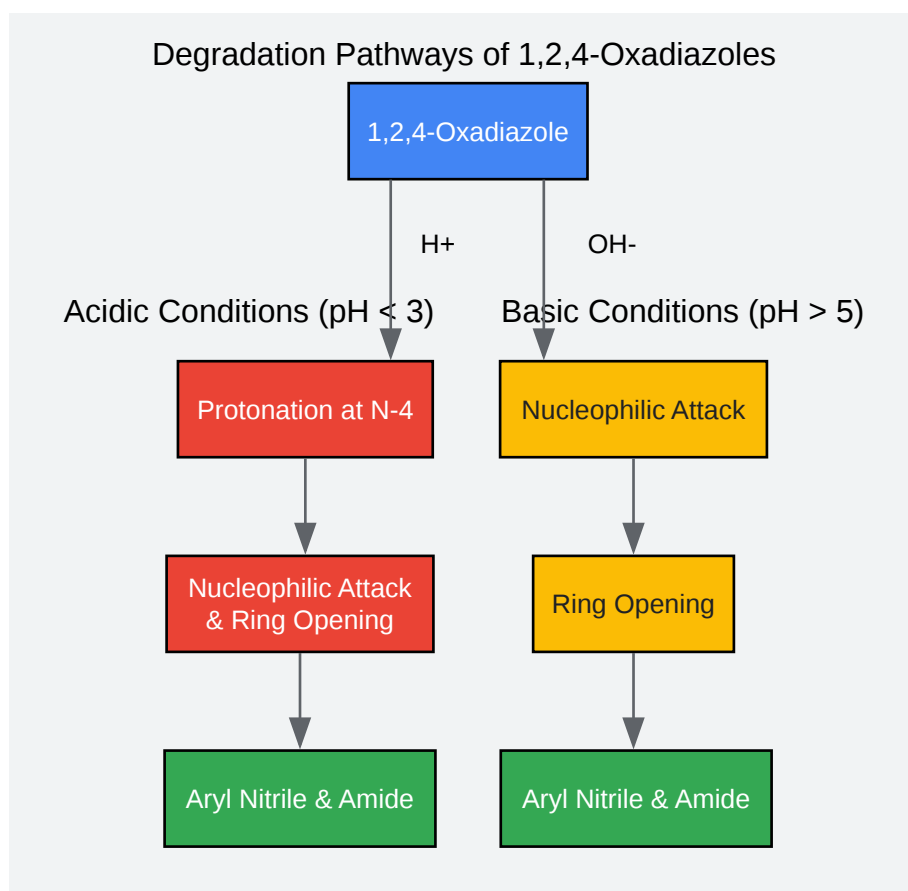 Degradation Pathways of 1,2,4-Oxadiazoles
1,2,4-Oxadiazole
H+
OH-
Acidic Conditions (pH < 3)
Basic Conditions (pH > 5)
Protonation at N-4
Nucleophilic Attack
Nucleophilic Attack
& Ring Opening
Ring Opening
Aryl Nitrile & Amide
Aryl Nitrile & Amide